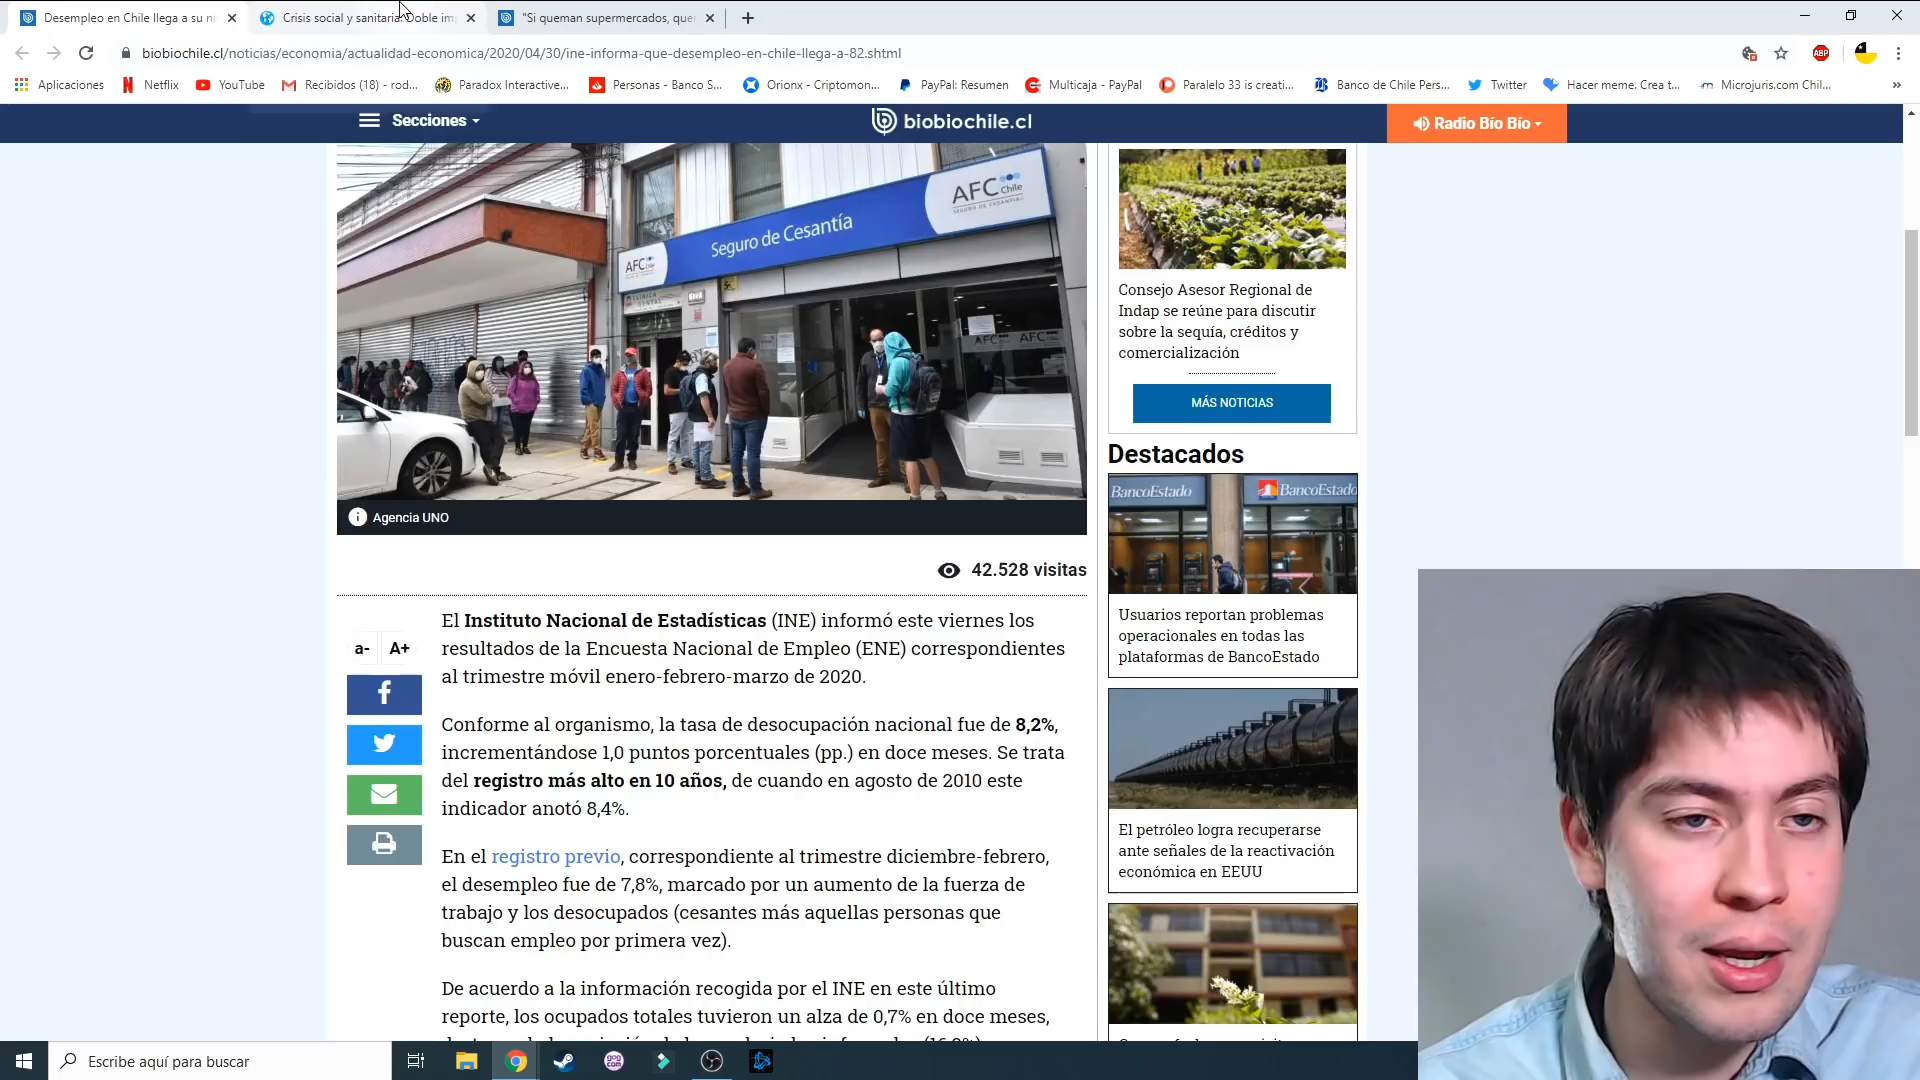 Desempleo en Chile llega a su ni
Crisis social y sanitaria: Doble im
"Si queman supermercados, que
biobiochile.cl/noticias/economia/actualidad-economica/2020/04/30/ine-informa-que-desempleo-en-chile-llega-a-82.shtml
ABP
Aplicaciones
Netflix
YouTube
Recibidos (18) - rod...
Paradox Interactive...
Personas - Banco S...
Orionx - Criptomon...
PayPal: Resumen
Multicaja - PayPal
Paralelo 33 is creati...
Banco de Chile Pers...
Twitter
Hacer meme. Crea t...
Microjuris.com Chil...
»
Secciones
biobiochile.cl
Radio Bío Bío
AFC Chile
SEGURO DE CESANTÍA
Seguro de Cesantía
AFC Chile
CLINICA
DENTAL
AFC
AFC
Agencia UNO
42.528 visitas
a- A+
El Instituto Nacional de Estadísticas (INE) informó este viernes los
resultados de la Encuesta Nacional de Empleo (ENE) correspondientes
al trimestre móvil enero-febrero-marzo de 2020.
Conforme al organismo, la tasa de desocupación nacional fue de 8,2%,
incrementándose 1,0 puntos porcentuales (pp.) en doce meses. Se trata
del registro más alto en 10 años, de cuando en agosto de 2010 este
indicador anotó 8,4%.
En el registro previo, correspondiente al trimestre diciembre-febrero,
el desempleo fue de 7,8%, marcado por un aumento de la fuerza de
trabajo y los desocupados (cesantes más aquellas personas que
buscan empleo por primera vez).
De acuerdo a la información recogida por el INE en este último
reporte, los ocupados totales tuvieron un alza de 0,7% en doce meses,
Consejo Asesor Regional de
Indap se reúne para discutir
sobre la sequía, créditos y
comercialización
MÁS NOTICIAS
Destacados
BancoEstado
BancoEstado
Usuarios reportan problemas
operacionales en todas las
plataformas de BancoEstado
El petróleo logra recuperarse
ante señales de la reactivación
económica en EEUU
Escribe aquí para buscar
gog
com